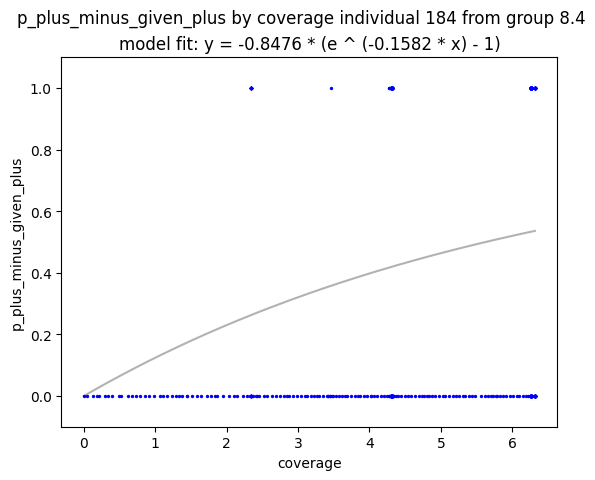 p_plus_minus_given_plus by coverage individual 184 from group 8.4
model fit: y = -0.8476 * (e ^ (-0.1582 * x) - 1)
1.0
0.8
0.6
0.4
0.2
0.0
p_plus_minus_given_plus
0 1 2 3 4 5 6
coverage